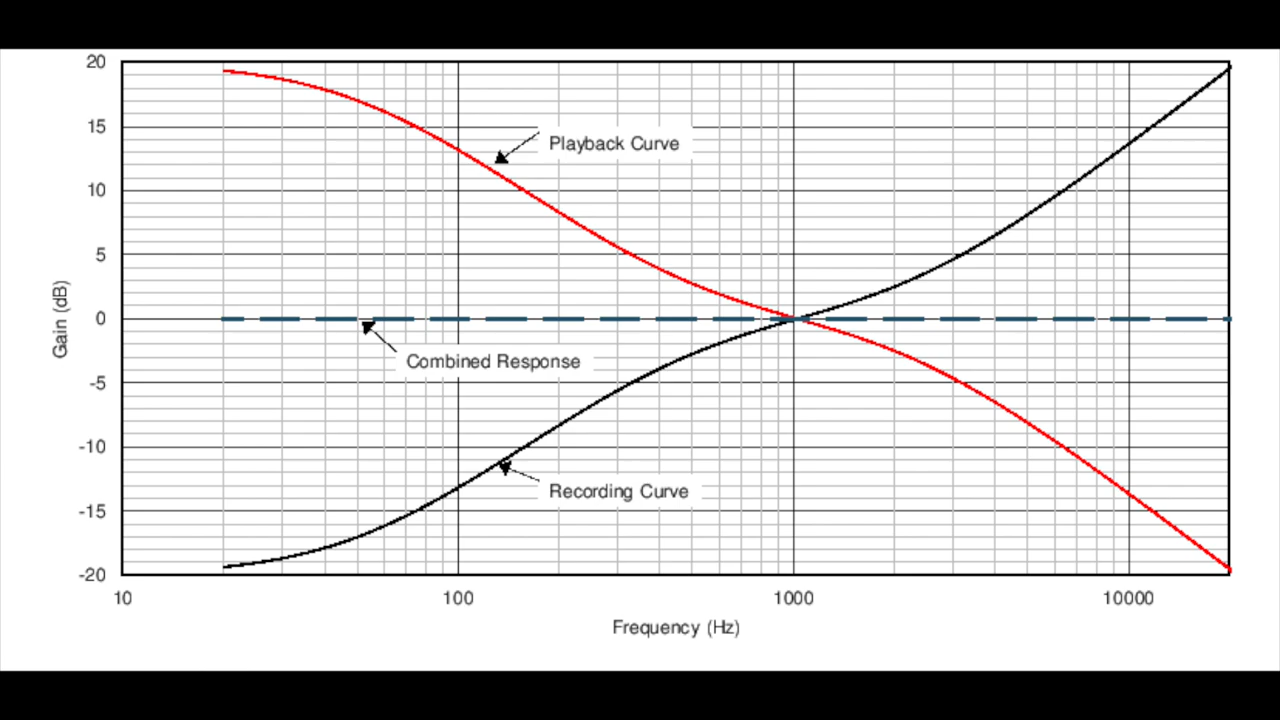 20
15
10
5
0
-5
-10
-15
-20
Gain (dB)
Playback Curve
Combined Response
Recording Curve
10 100 1000 10000
Frequency (Hz)